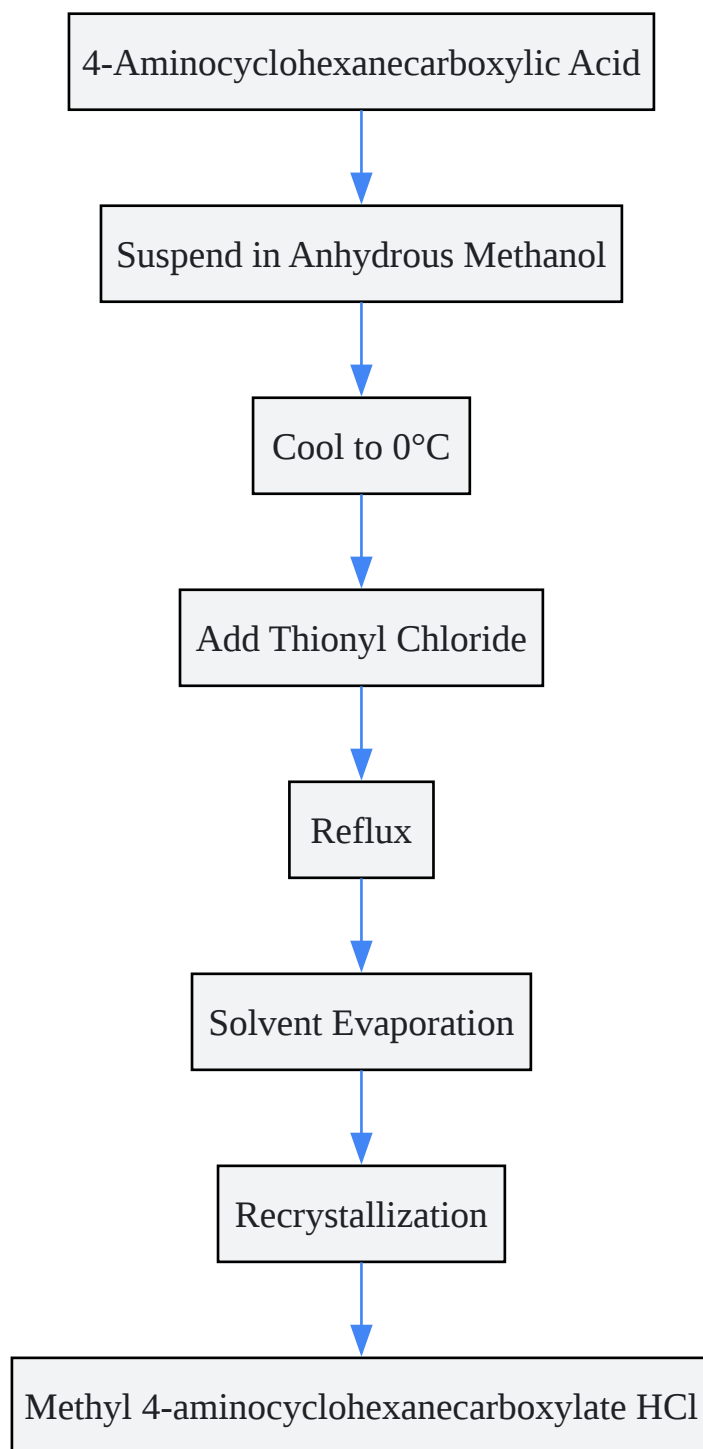 4-Aminocyclohexanecarboxylic Acid
Suspend in Anhydrous Methanol
Cool to 0°C
Add Thionyl Chloride
Reflux
Solvent Evaporation
Recrystallization
Methyl 4-aminocyclohexanecarboxylate HCl